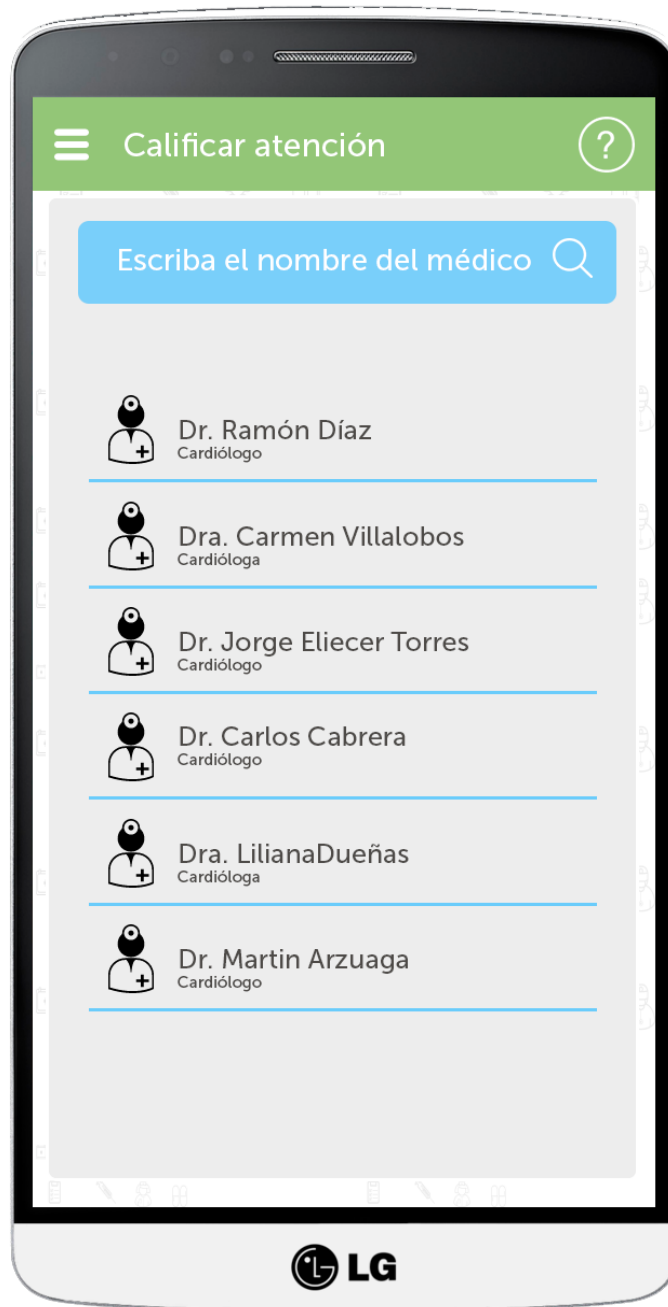 Calificar atención ?
Escriba el nombre del médico
Dr. Ramón Díaz
Cardiólogo
Dra. Carmen Villalobos
Cardióloga
Dr. Jorge Eliecer Torres
Cardiólogo
Dr. Carlos Cabrera
Cardiólogo
Dra. LilianaDueñas
Cardióloga
Dr. Martin Arzuaga
Cardiólogo
LG